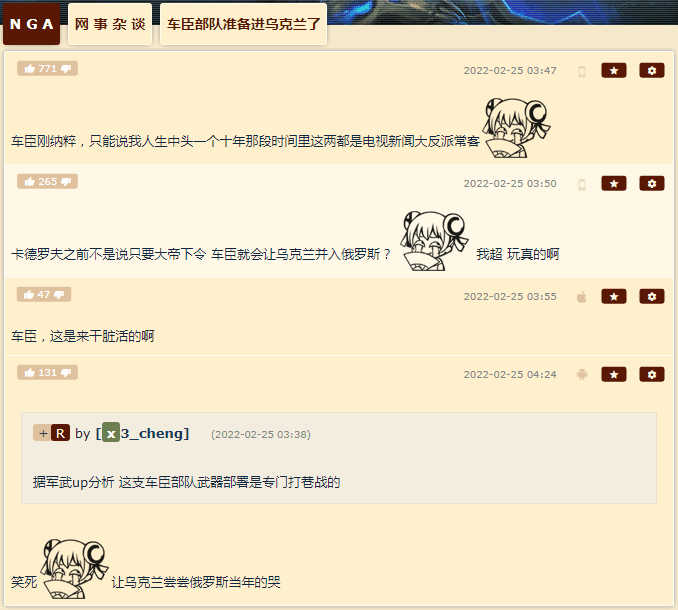 NGA
网事杂谈
车臣部队准备进乌克兰了
771
2022-02-25 03:47
车臣刚纳粹，只能说我人生中头一个十年那段时间里这两都是电视新闻大反派常客
265
2022-02-25 03:50
卡德罗夫之前不是说只要大帝下令 车臣就会让乌克兰并入俄罗斯？ 我超 玩真的啊
47
2022-02-25 03:55
车臣，这是来干脏活的啊
131
2022-02-25 04:24
+ R by [x3_cheng] (2022-02-25 03:38)
据军武up分析 这支车臣部队武器部署是专门打巷战的
笑死 让乌克兰尝尝俄罗斯当年的哭